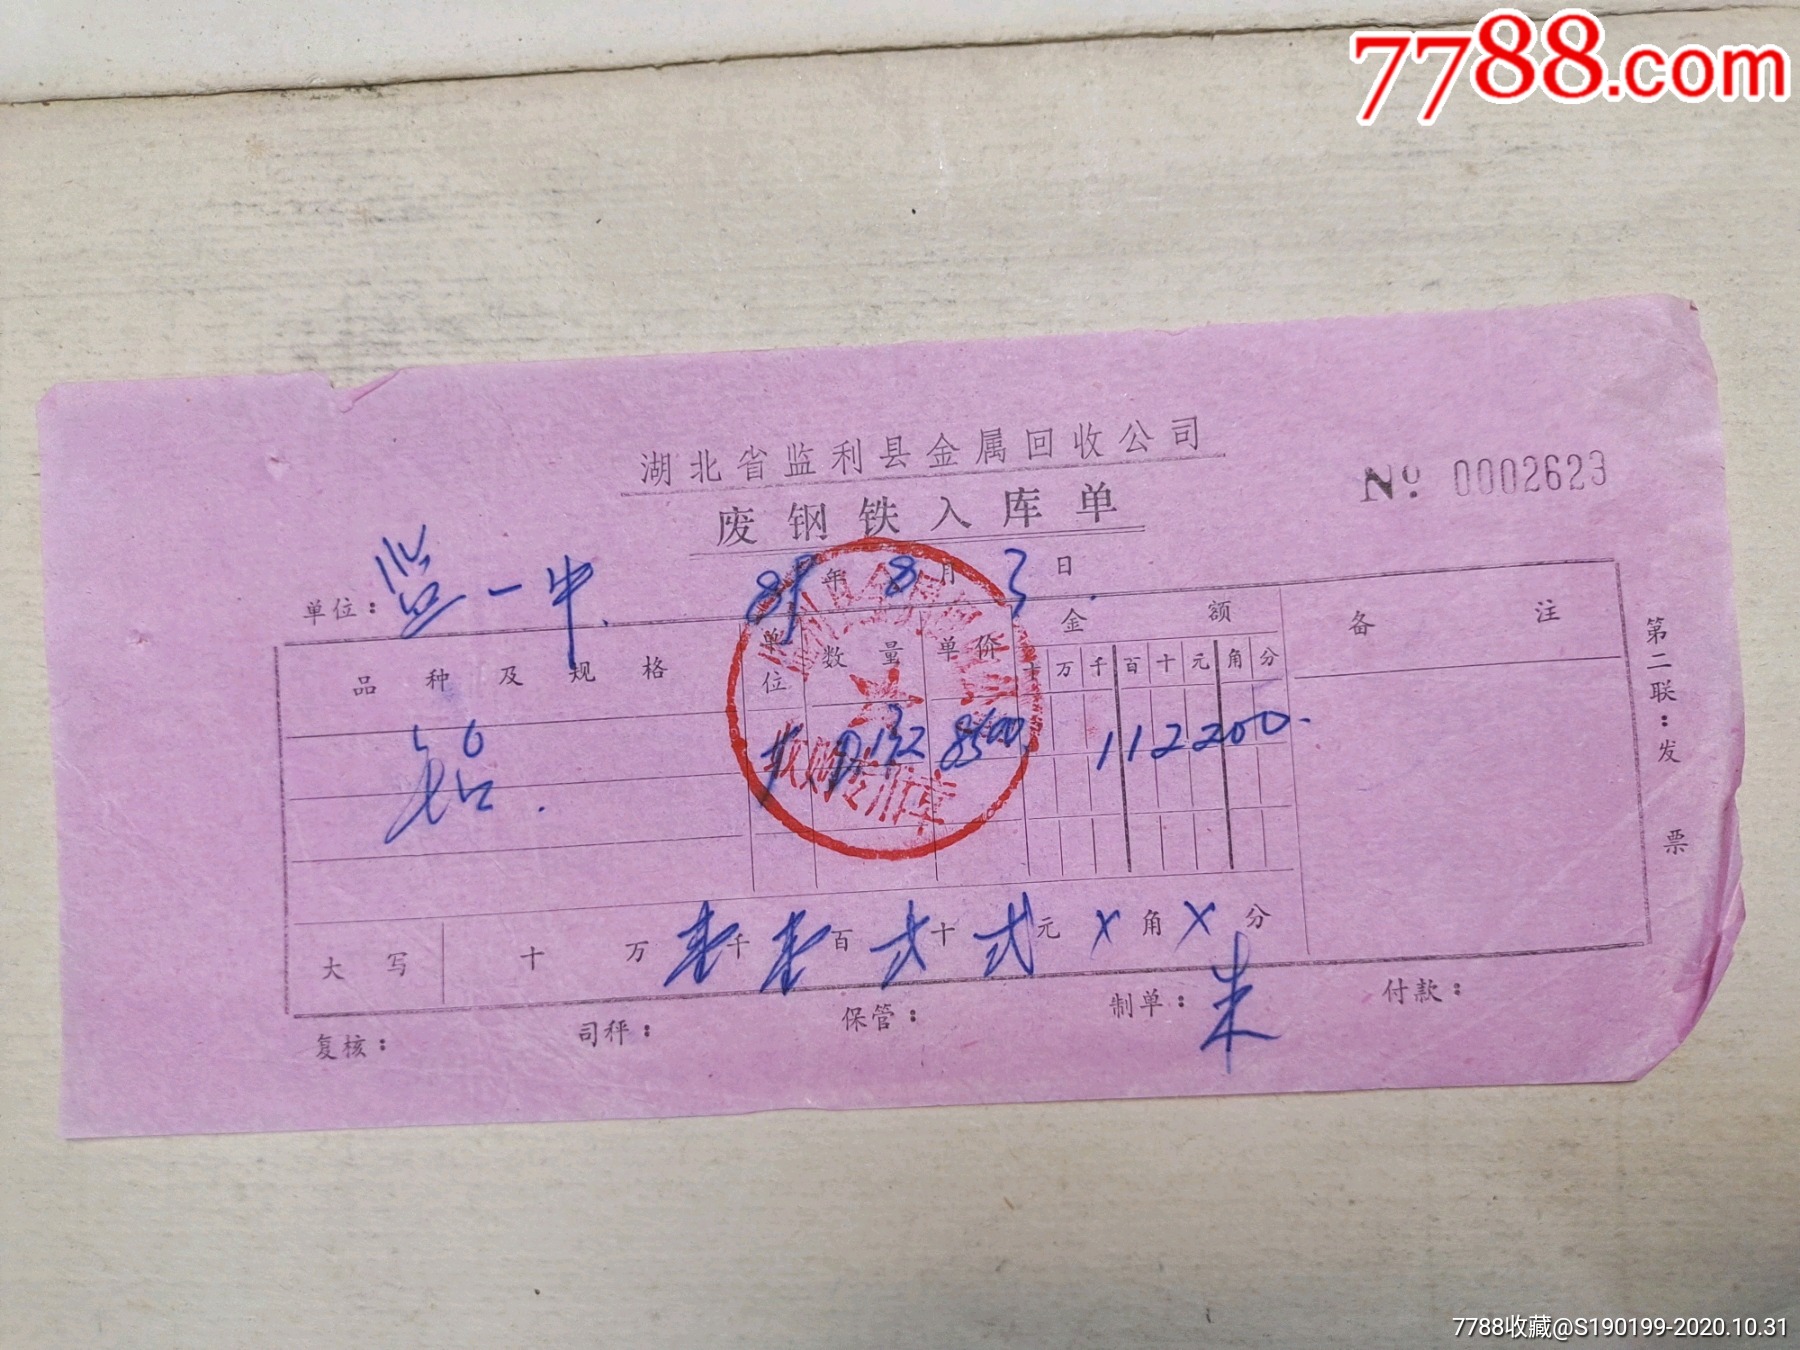 7788.com
湖北省监利县金属回收公司
废钢铁入库单
№ 0002623
单位：监一中.
89年8月3日
品种及规格 单位 数量 单价 金额 备注
十万千百十元角分
8500 112200.
大写 十 万 壹千 壹百 贰十 贰元 ×角 ×分
复核： 司秤： 保管： 制单：朱 付款：
第二联：发票
7788收藏@S190199-2020.10.31